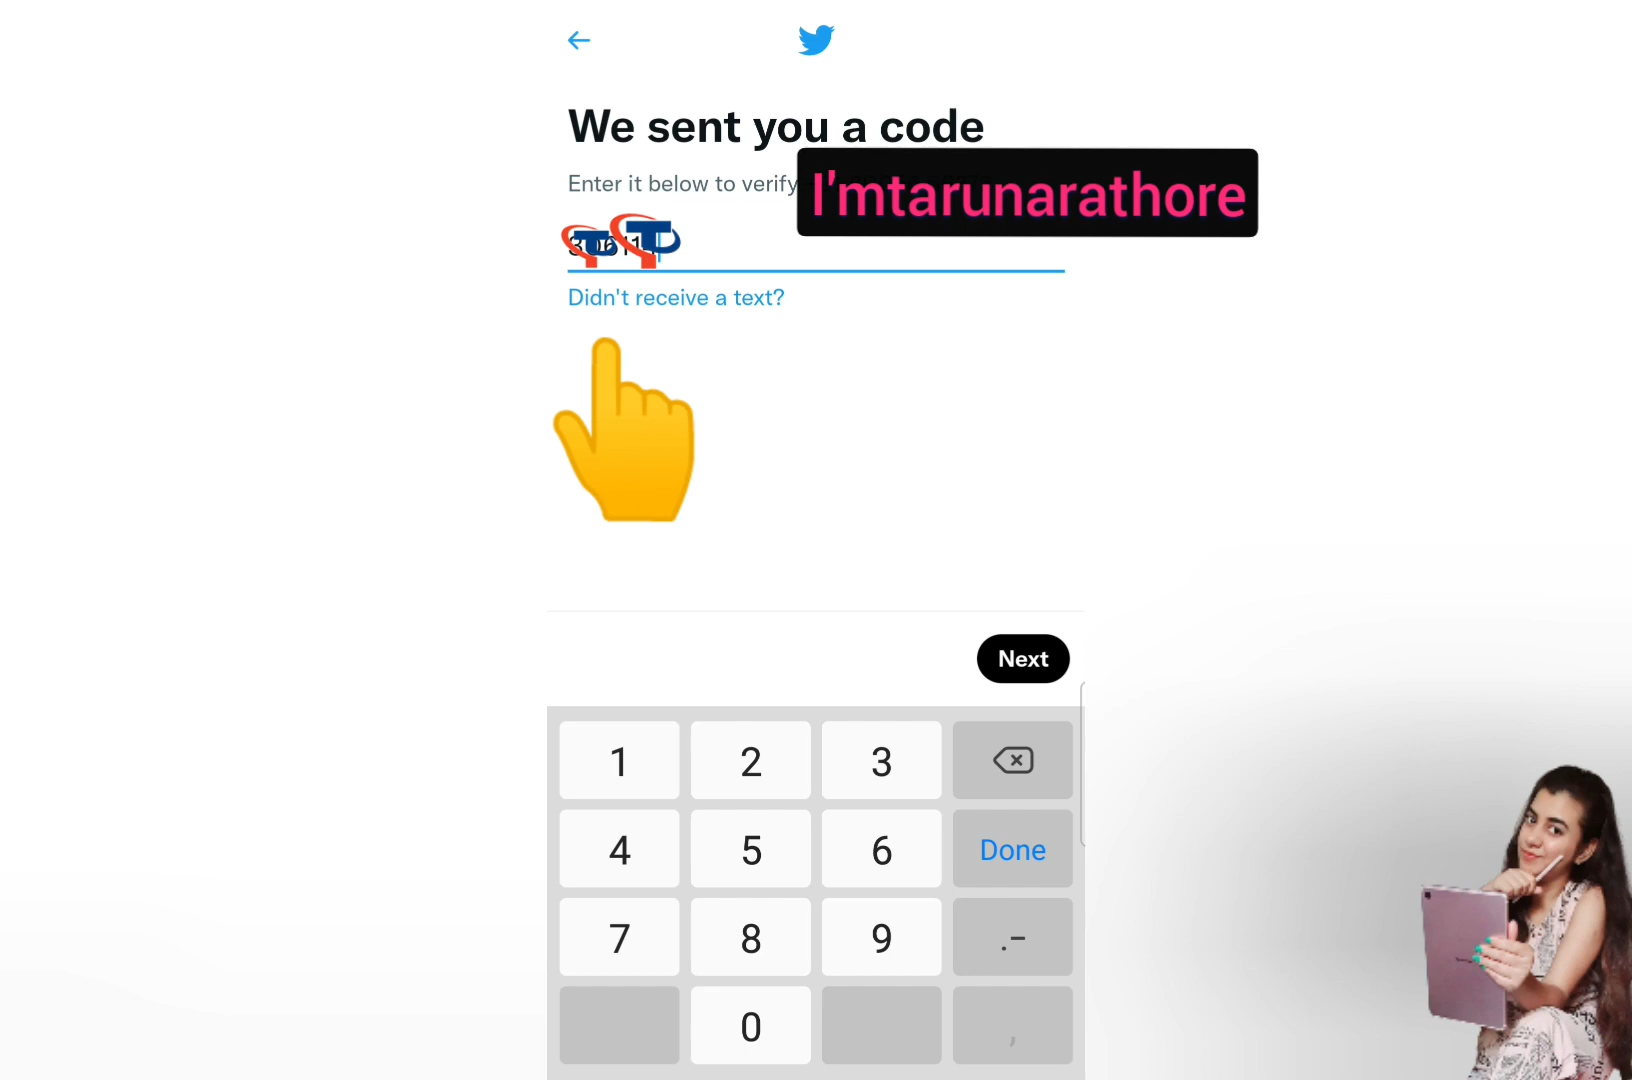 We sent you a code
Enter it below to verify
I'mtarunarathore
Didn't receive a text?
Next
1 2 3
4 5 6 Done
7 8 9 .-
0 ,